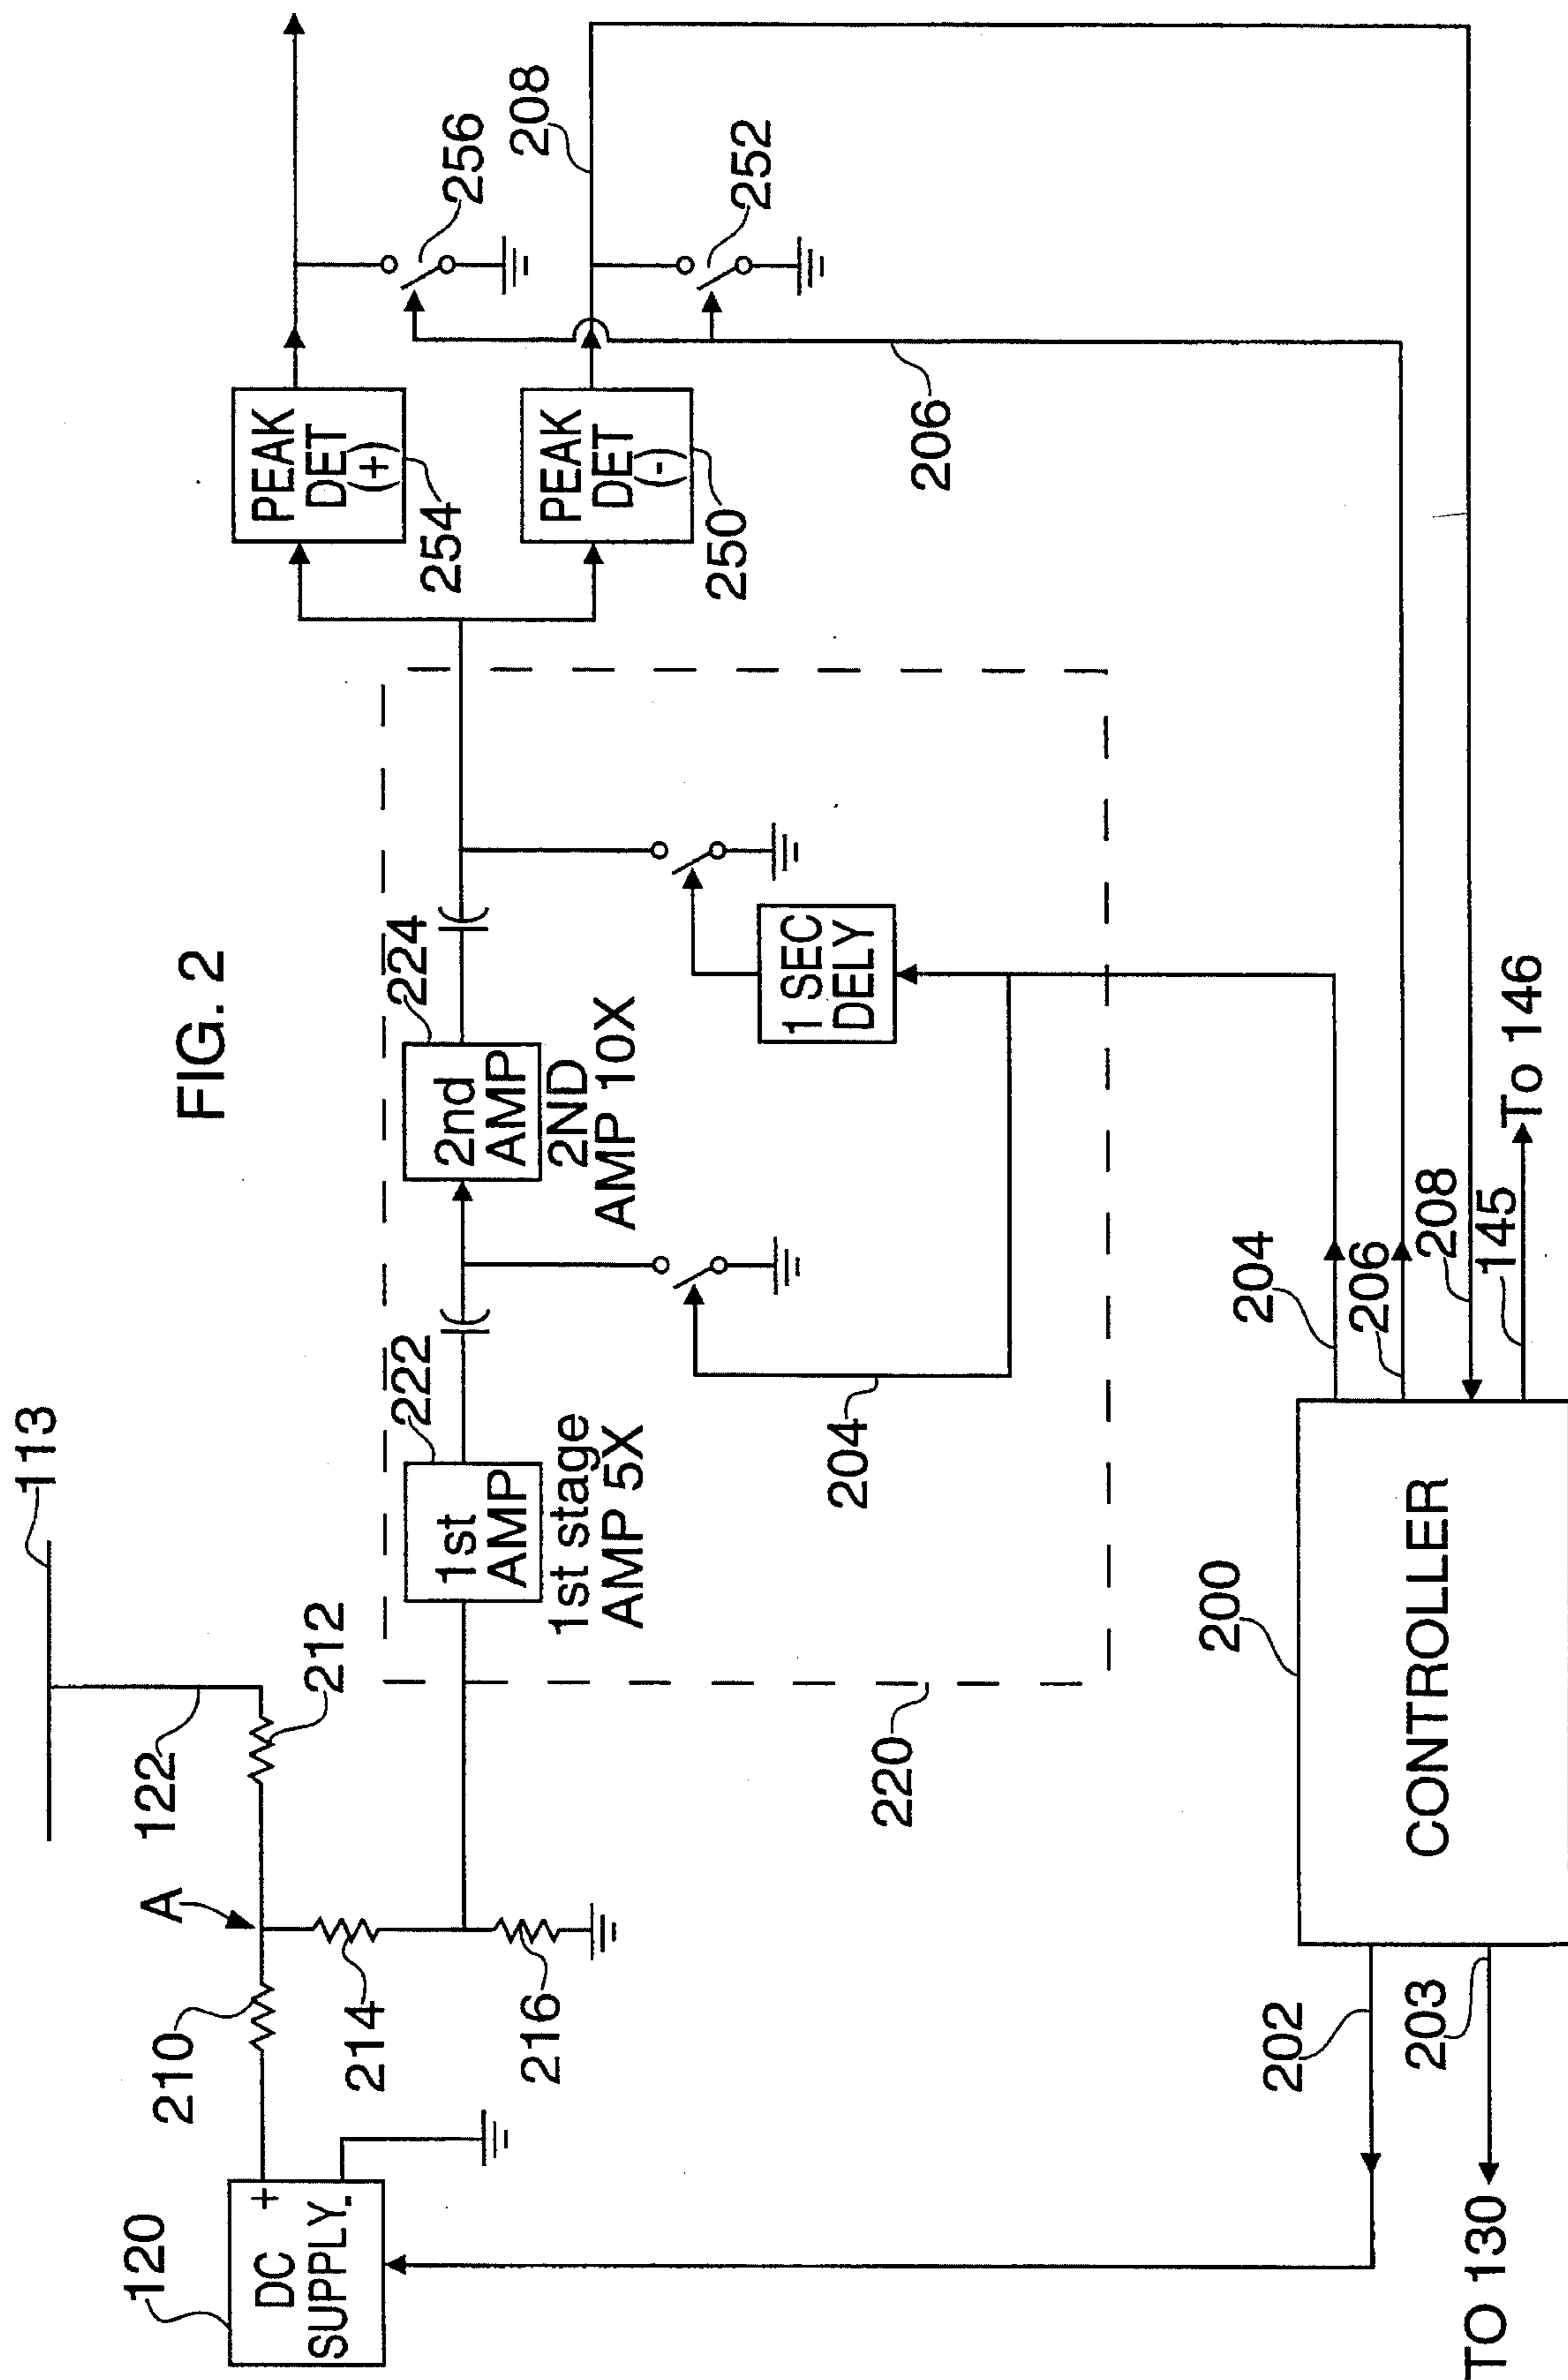 FIG. 2
113
122
212
A
210
214
216
120
+
-
DC
SUPPLY
222
1st
AMP
1st stage
AMP 5X
224
2nd
AMP
2ND
AMP 10X
1 SEC
DELY
204
220
PEAK
DET
(+)
254
PEAK
DET
(-)
250
256
208
252
206
200
CONTROLLER
202
203
TO 130
204
206
208
145
To 146